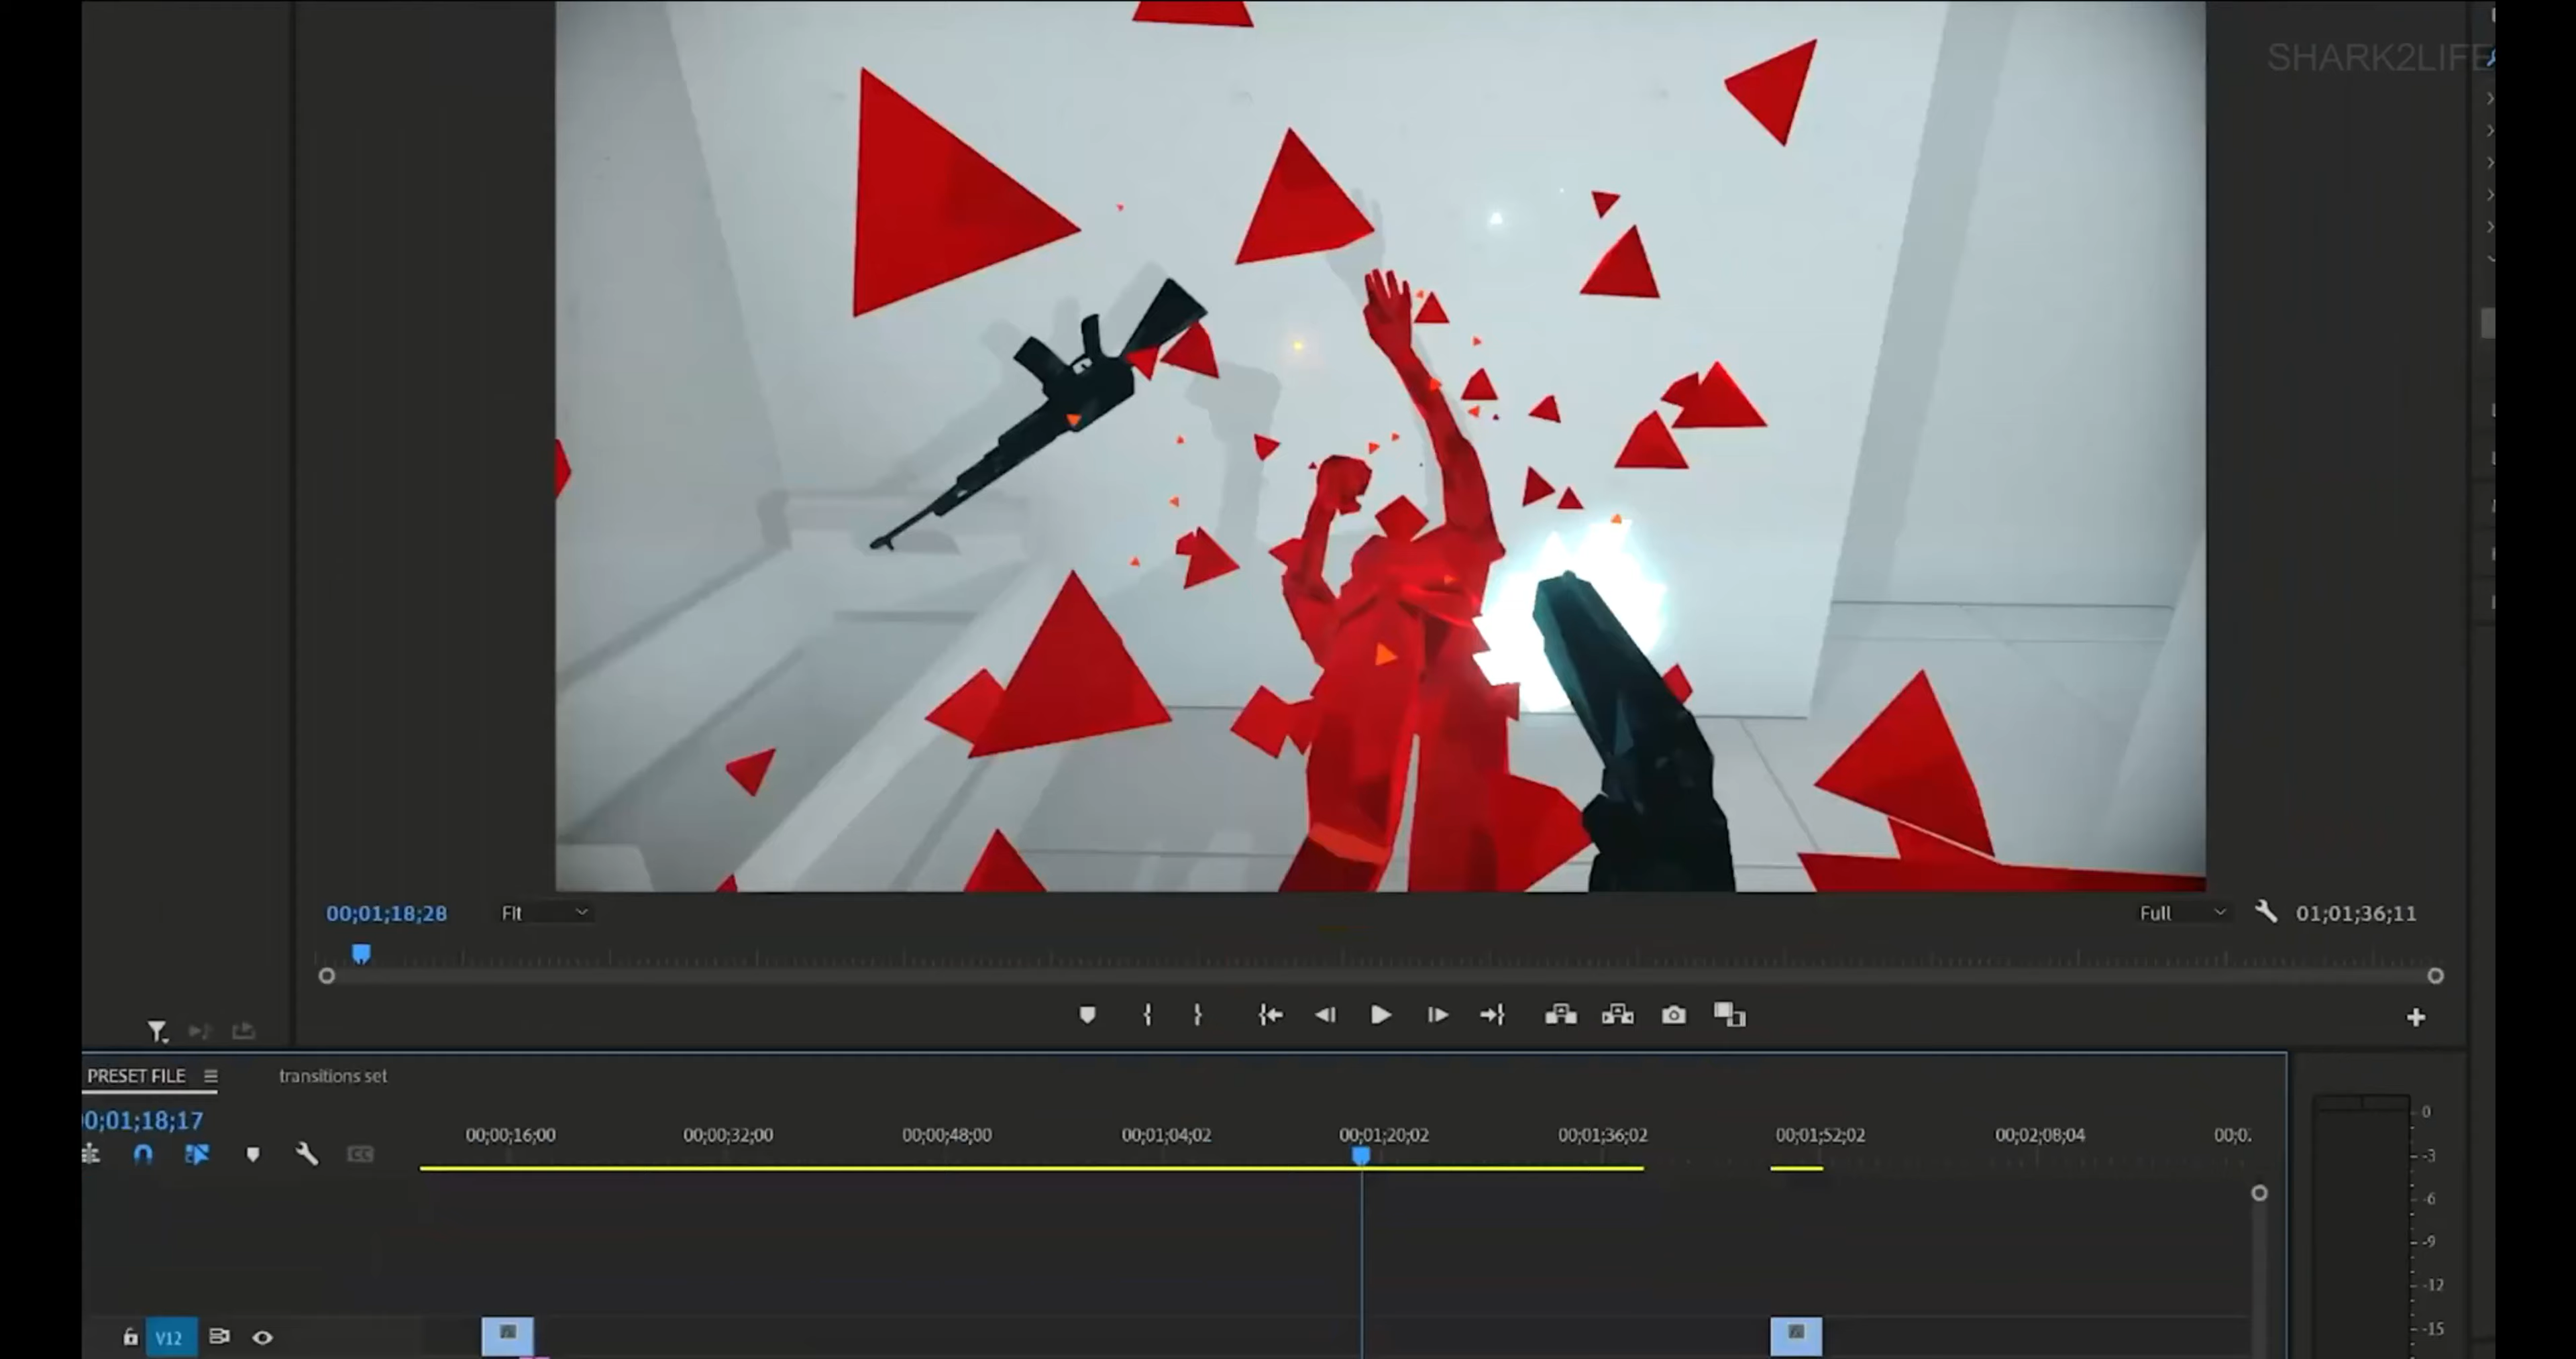 SHARK2LIFE
00;01;18;28 Fit Full 01;01;36;11
PRESET FILE transitions set
0;01;18;17
00;00;16;00 00;00;32;00 00;00;48;00 00;01;04;02 00;01;20;02 00;01;36;02 00;01;52;02 00;02;08;04 00;0
CC
V12
0
-3
-6
-9
-12
-15